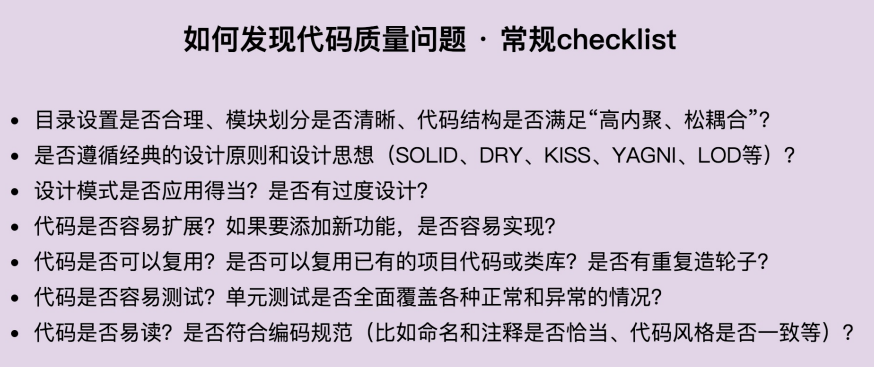 如何发现代码质量问题 · 常规checklist
• 目录设置是否合理、模块划分是否清晰、代码结构是否满足“高内聚、松耦合”?
• 是否遵循经典的设计原则和设计思想（SOLID、DRY、KISS、YAGNI、LOD等）?
• 设计模式是否应用得当？是否有过度设计?
• 代码是否容易扩展？如果要添加新功能，是否容易实现?
• 代码是否可以复用？是否可以复用已有的项目代码或类库？是否有重复造轮子?
• 代码是否容易测试？单元测试是否全面覆盖各种正常和异常的情况?
• 代码是否易读？是否符合编码规范（比如命名和注释是否恰当、代码风格是否一致等）?